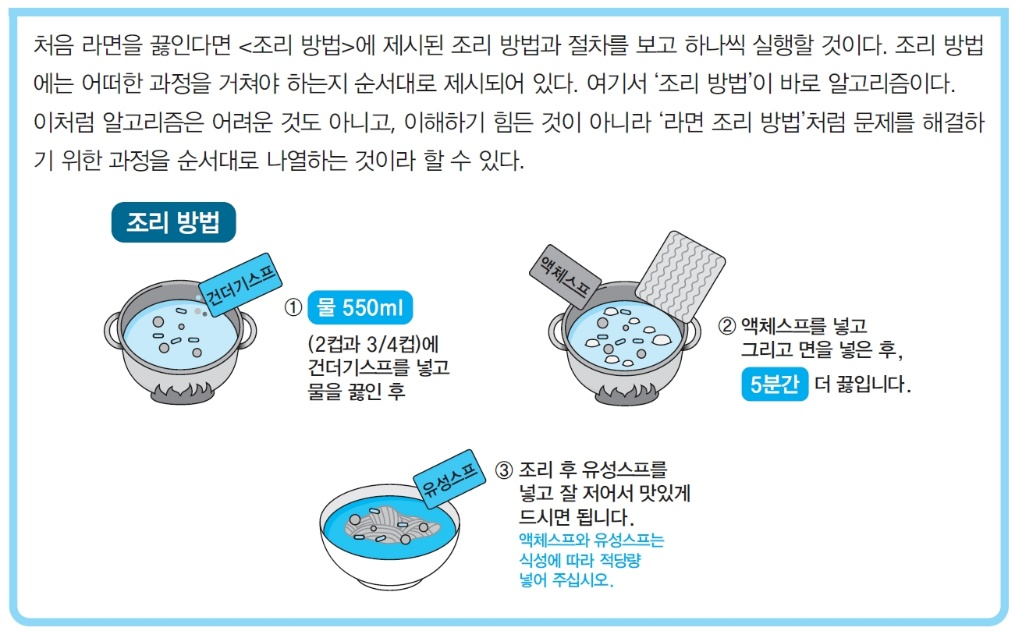 처음 라면을 끓인다면 <조리 방법>에 제시된 조리 방법과 절차를 보고 하나씩 실행할 것이다. 조리 방법
에는 어떠한 과정을 거쳐야 하는지 순서대로 제시되어 있다. 여기서 ‘조리 방법’이 바로 알고리즘이다.
이처럼 알고리즘은 어려운 것도 아니고, 이해하기 힘든 것이 아니라 ‘라면 조리 방법’처럼 문제를 해결하
기 위한 과정을 순서대로 나열하는 것이라 할 수 있다.
조리 방법
건더기스프
① 물 550ml
(2컵과 3/4컵)에
건더기스프를 넣고
물을 끓인 후
액체스프
② 액체스프를 넣고
그리고 면을 넣은 후,
5분간 더 끓입니다.
유성스프
③ 조리 후 유성스프를
넣고 잘 저어서 맛있게
드시면 됩니다.
액체스프와 유성스프는
식성에 따라 적당량
넣어 주십시오.